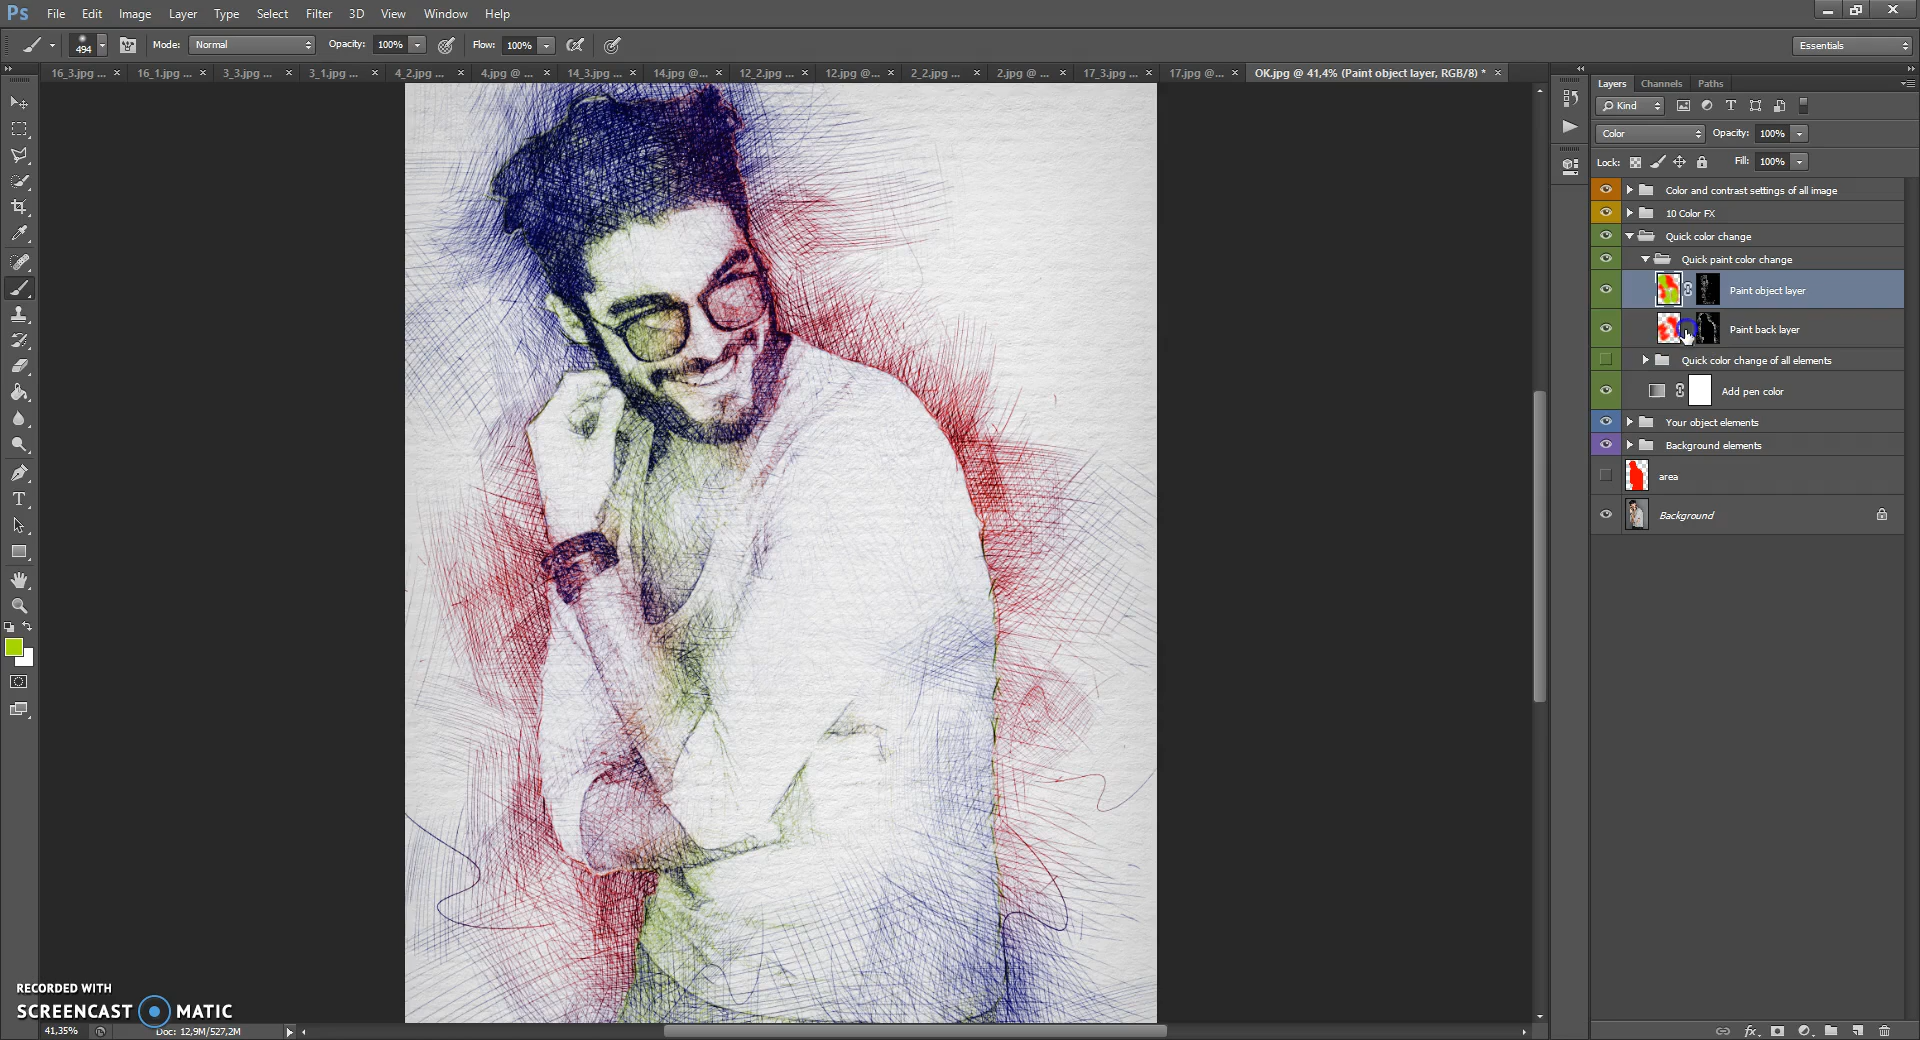 Ps File Edit Image Layer Type Select Filter 3D View Window Help
494 Mode: Normal Opacity: 100% Flow: 100% Essentials
16_3.jpg ... × 16_1.jpg ... × 3_3.jpg ... × 3_1.jpg ... × 4_2.jpg ... × 4.jpg @ ... × 14_3.jpg ... × 14.jpg @ ... × 12_2.jpg ... × 12.jpg @ ... × 2_2.jpg ... × 2.jpg @ ... × 17_3.jpg ... × 17.jpg @ ... × OK.jpg @ 41,4% (Paint object layer, RGB/8) * ×
Layers Channels Paths
Kind
Color Opacity: 100%
Lock: Fill: 100%
Color and contrast settings of all image
10 Color FX
Quick color change
Quick paint color change
Paint object layer
Paint back layer
Quick color change of all elements
Add pen color
Your object elements
Background elements
area
Background
RECORDED WITH
SCREENCAST MATIC
41,35% Doc: 12,9M/527,2M